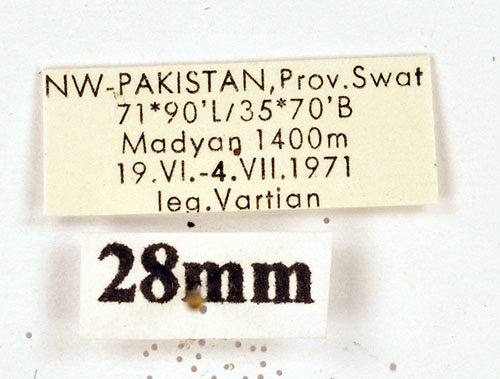 NW-PAKISTAN,Prov.Swat
71*90'L/35*70'B
Madyan 1400m
19.VI.-4.VII.1971
leg.Vartian
28mm